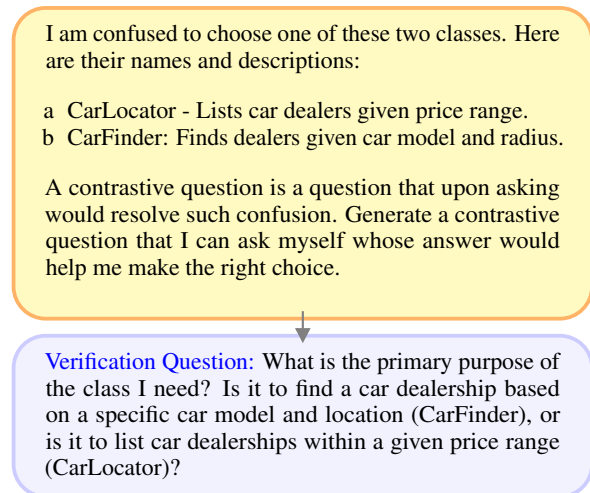 I am confused to choose one of these two classes. Here
are their names and descriptions:
a CarLocator - Lists car dealers given price range.
b CarFinder: Finds dealers given car model and radius.
A contrastive question is a question that upon asking
would resolve such confusion. Generate a contrastive
question that I can ask myself whose answer would
help me make the right choice.
Verification Question: What is the primary purpose of
the class I need? Is it to find a car dealership based
on a specific car model and location (CarFinder), or
is it to list car dealerships within a given price range
(CarLocator)?